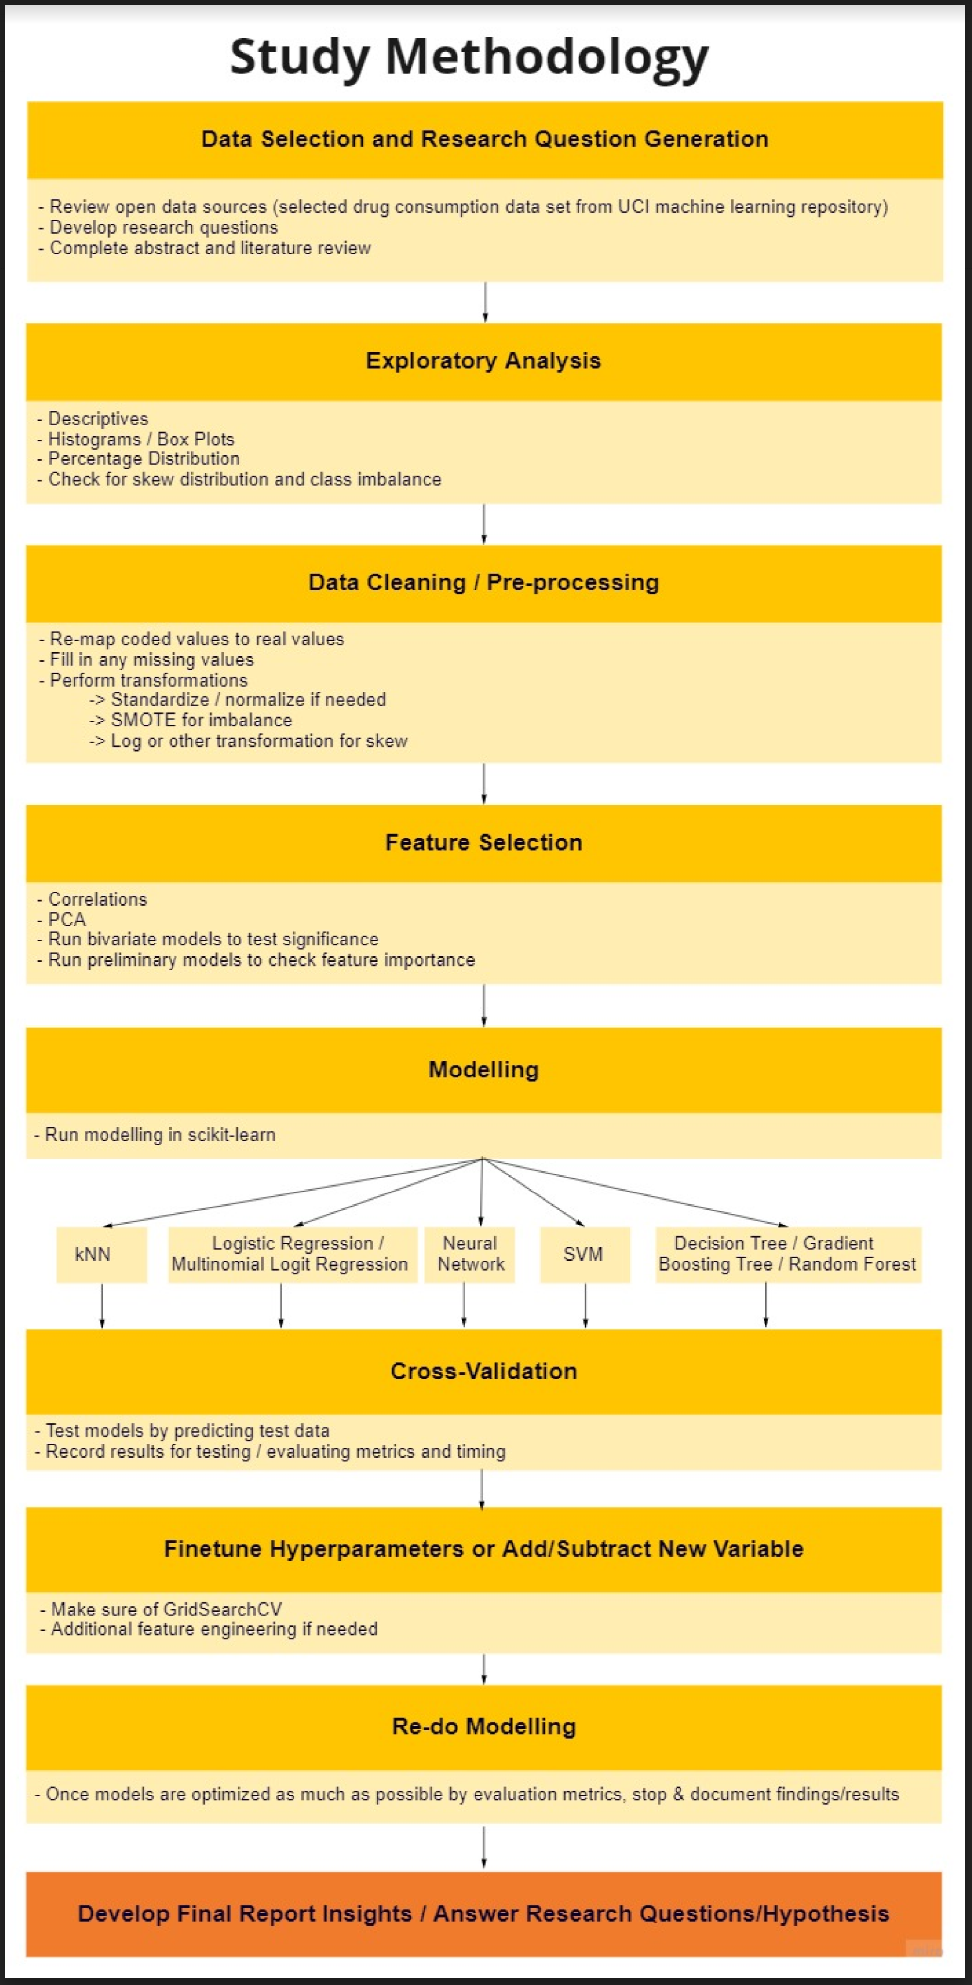 Study Methodology
Data Selection and Research Question Generation
- Review open data sources (selected drug consumption data set from UCI machine learning repository)
- Develop research questions
- Complete abstract and literature review
Exploratory Analysis
- Descriptives
- Histograms / Box Plots
- Percentage Distribution
- Check for skew distribution and class imbalance
Data Cleaning / Pre-processing
- Re-map coded values to real values
- Fill in any missing values
- Perform transformations
-> Standardize / normalize if needed
-> SMOTE for imbalance
-> Log or other transformation for skew
Feature Selection
- Correlations
- PCA
- Run bivariate models to test significance
- Run preliminary models to check feature importance
Modelling
- Run modelling in scikit-learn
kNN
Logistic Regression /
Multinomial Logit Regression
Neural
Network
SVM
Decision Tree / Gradient
Boosting Tree / Random Forest
Cross-Validation
- Test models by predicting test data
- Record results for testing / evaluating metrics and timing
Finetune Hyperparameters or Add/Subtract New Variable
- Make sure of GridSearchCV
- Additional feature engineering if needed
Re-do Modelling
- Once models are optimized as much as possible by evaluation metrics, stop & document findings/results
Develop Final Report Insights / Answer Research Questions/Hypothesis